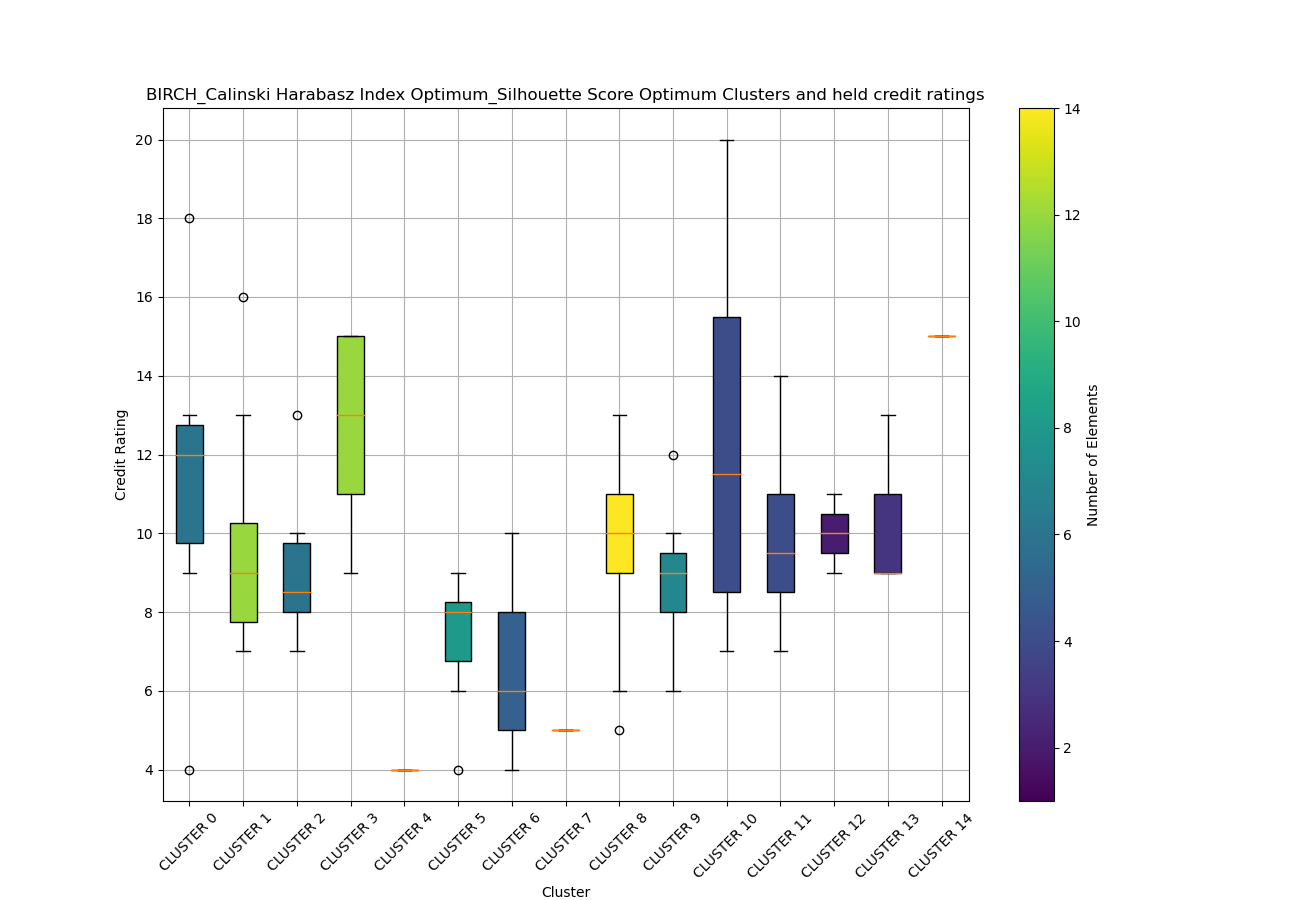 BIRCH_Calinski Harabasz Index Optimum_Silhouette Score Optimum Clusters and held credit ratings
Credit Rating
20
18
16
14
12
10
8
6
4
CLUSTER 0
CLUSTER 1
CLUSTER 2
CLUSTER 3
CLUSTER 4
CLUSTER 5
CLUSTER 6
CLUSTER 7
CLUSTER 8
CLUSTER 9
CLUSTER 10
CLUSTER 11
CLUSTER 12
CLUSTER 13
CLUSTER 14
Cluster
14
12
10
8
6
4
2
Number of Elements